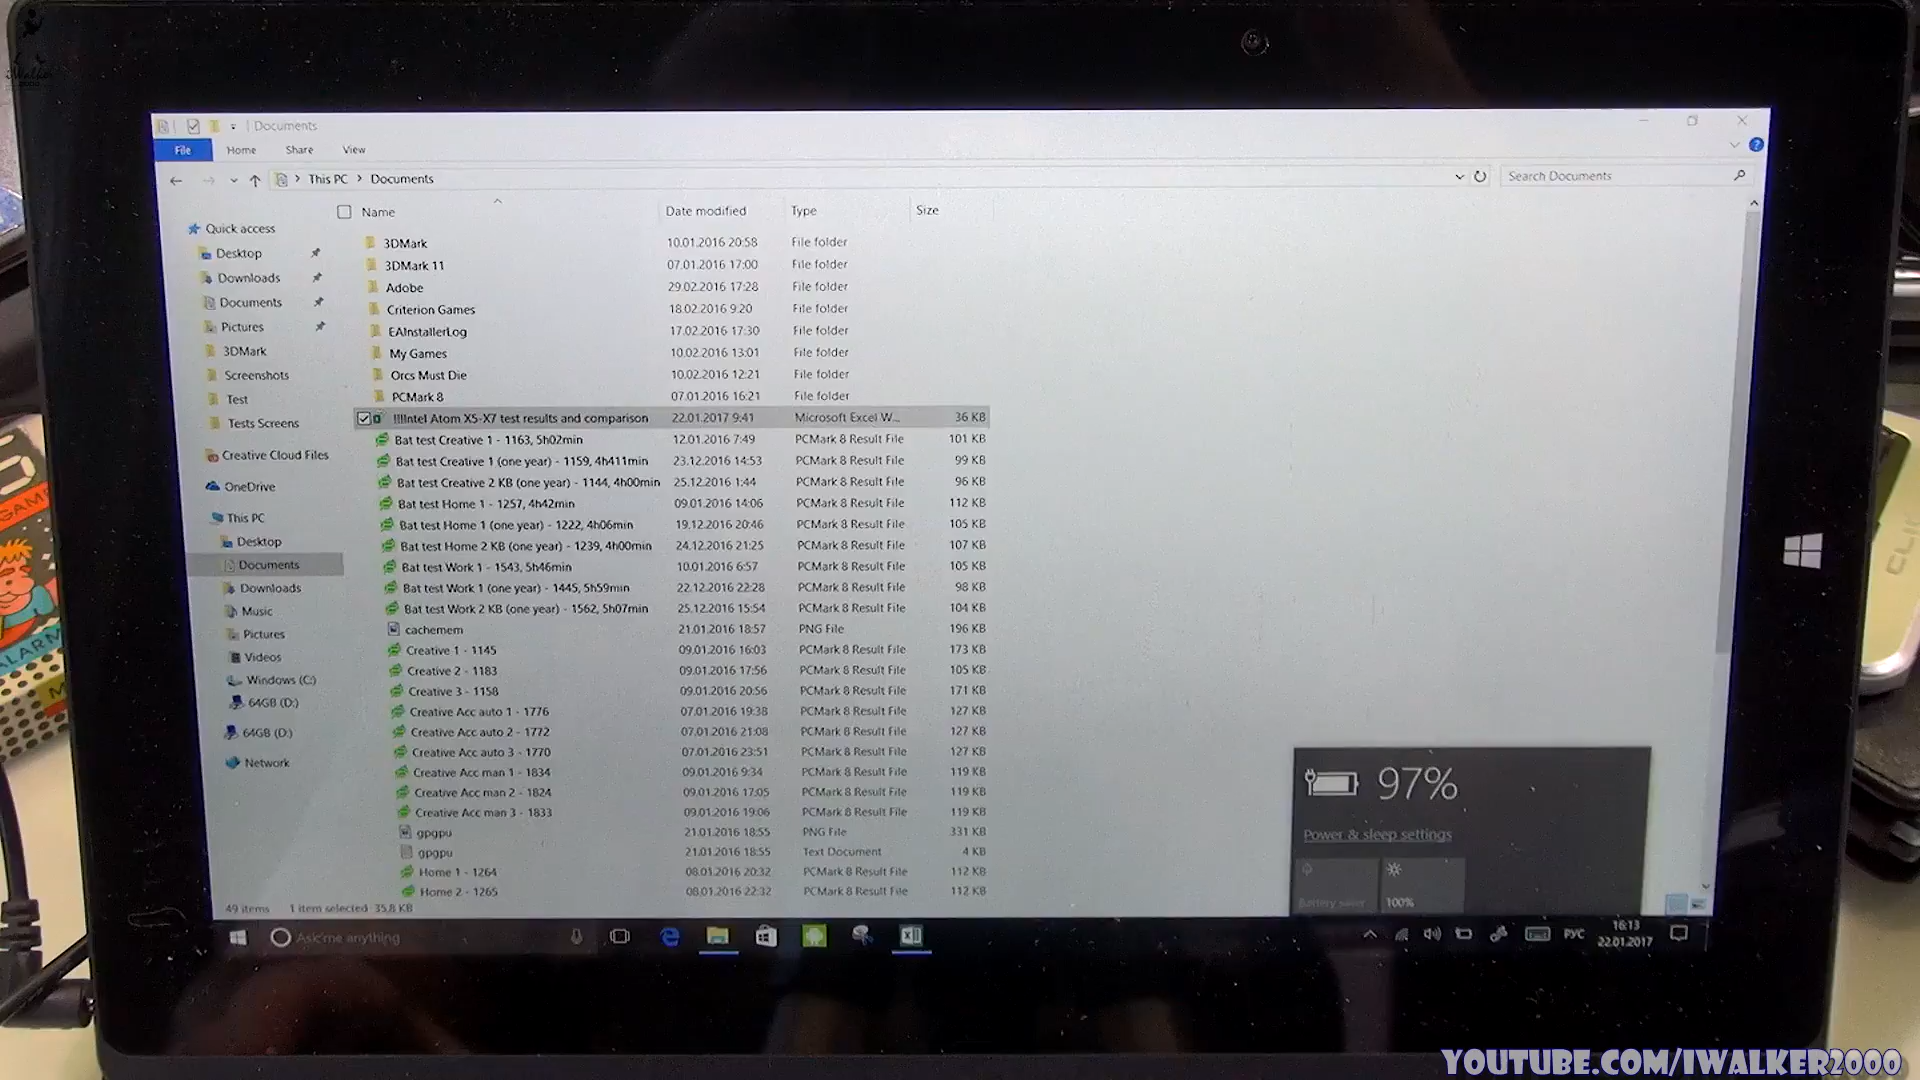 Documents
File Home Share View
This PC > Documents
Search Documents
Name Date modified Type Size
Quick access
Desktop
Downloads
Documents
Pictures
3DMark
Screenshots
Test
Tests Screens
Creative Cloud Files
OneDrive
This PC
Desktop
Documents
Downloads
Music
Pictures
Videos
Windows (C:)
64GB (D:)
64GB (D:)
Network
3DMark 10.01.2016 20:58 File folder
3DMark 11 07.01.2016 17:00 File folder
Adobe 29.02.2016 17:28 File folder
Criterion Games 18.02.2016 9:20 File folder
EAInstallerLog 17.02.2016 17:30 File folder
My Games 10.02.2016 13:01 File folder
Orcs Must Die 10.02.2016 12:21 File folder
PCMark 8 07.01.2016 16:21 File folder
!!!!Intel Atom X5-X7 test results and comparison 22.01.2017 9:41 Microsoft Excel W... 36 KB
Bat test Creative 1 - 1163, 5h02min 12.01.2016 7:49 PCMark 8 Result File 101 KB
Bat test Creative 1 (one year) - 1159, 4h411min 23.12.2016 14:53 PCMark 8 Result File 99 KB
Bat test Creative 2 KB (one year) - 1144, 4h00min 25.12.2016 1:44 PCMark 8 Result File 96 KB
Bat test Home 1 - 1257, 4h42min 09.01.2016 14:06 PCMark 8 Result File 112 KB
Bat test Home 1 (one year) - 1222, 4h06min 19.12.2016 20:46 PCMark 8 Result File 105 KB
Bat test Home 2 KB (one year) - 1239, 4h00min 24.12.2016 21:25 PCMark 8 Result File 107 KB
Bat test Work 1 - 1543, 5h46min 10.01.2016 6:57 PCMark 8 Result File 105 KB
Bat test Work 1 (one year) - 1445, 5h59min 22.12.2016 22:28 PCMark 8 Result File 98 KB
Bat test Work 2 KB (one year) - 1562, 5h07min 25.12.2016 15:54 PCMark 8 Result File 104 KB
cachemem 21.01.2016 18:57 PNG File 196 KB
Creative 1 - 1145 09.01.2016 16:03 PCMark 8 Result File 173 KB
Creative 2 - 1183 09.01.2016 17:56 PCMark 8 Result File 105 KB
Creative 3 - 1158 09.01.2016 20:56 PCMark 8 Result File 171 KB
Creative Acc auto 1 - 1776 07.01.2016 19:38 PCMark 8 Result File 127 KB
Creative Acc auto 2 - 1772 07.01.2016 21:08 PCMark 8 Result File 127 KB
Creative Acc auto 3 - 1770 07.01.2016 23:51 PCMark 8 Result File 127 KB
Creative Acc man 1 - 1834 09.01.2016 9:34 PCMark 8 Result File 119 KB
Creative Acc man 2 - 1824 09.01.2016 17:05 PCMark 8 Result File 119 KB
Creative Acc man 3 - 1833 09.01.2016 19:06 PCMark 8 Result File 119 KB
gpgpu 21.01.2016 18:55 PNG File 331 KB
gpgpu 21.01.2016 18:55 Text Document 4 KB
Home 1 - 1264 08.01.2016 20:32 PCMark 8 Result File 112 KB
Home 2 - 1265 08.01.2016 22:32 PCMark 8 Result File 112 KB
97%
Power & sleep settings
Battery saver 100%
49 items 1 item selected 35,8 KB
Ask me anything
РУС
16:13
22.01.2017
YOUTUBE.COM/IWALKER2000
GAME
ALARM